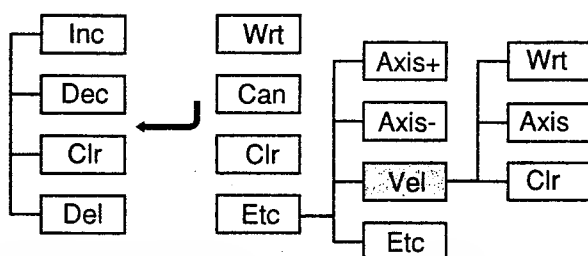 Inc
Dec
Clr
Del
Wrt
Can
Clr
Etc
Axis+
Axis-
Vel
Etc
Wrt
Axis
Clr